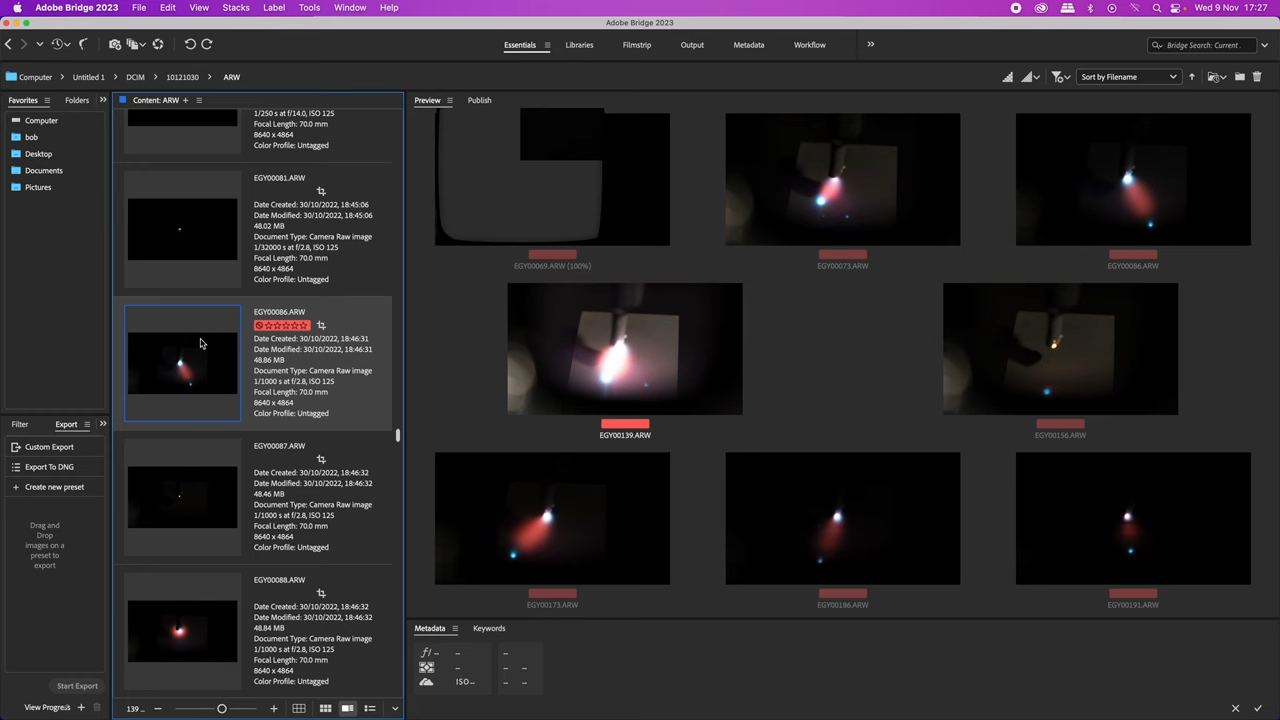 Adobe Bridge 2023 File Edit View Stacks Label Tools Window Help Wed 9 Nov 17:27
Adobe Bridge 2023
Essentials Libraries Filmstrip Output Metadata Workflow Bridge Search: Current .
Computer Untitled 1 DCIM 10121030 ARW Sort by Filename
Favorites Folders
Computer
bob
Desktop
Documents
Pictures
Filter Export
Custom Export
Export To DNG
Create new preset
Drag and
Drop
images on a
preset to
export
Start Export
View Progress
Content: ARW
1/250 s at f/14.0, ISO 125
Focal Length: 70.0 mm
8640 x 4864
Color Profile: Untagged
EGY00081.ARW
Date Created: 30/10/2022, 18:45:06
Date Modified: 30/10/2022, 18:45:06
48.02 MB
Document Type: Camera Raw image
1/32000 s at f/2.8, ISO 125
Focal Length: 70.0 mm
8640 x 4864
Color Profile: Untagged
EGY00086.ARW
Date Created: 30/10/2022, 18:46:31
Date Modified: 30/10/2022, 18:46:31
48.86 MB
Document Type: Camera Raw image
1/1000 s at f/2.8, ISO 125
Focal Length: 70.0 mm
8640 x 4864
Color Profile: Untagged
EGY00087.ARW
Date Created: 30/10/2022, 18:46:32
Date Modified: 30/10/2022, 18:46:32
48.46 MB
Document Type: Camera Raw image
1/1000 s at f/2.8, ISO 125
Focal Length: 70.0 mm
8640 x 4864
Color Profile: Untagged
EGY00088.ARW
Date Created: 30/10/2022, 18:46:32
Date Modified: 30/10/2022, 18:46:32
48.84 MB
Document Type: Camera Raw image
1/1000 s at f/2.8, ISO 125
Focal Length: 70.0 mm
8640 x 4864
Color Profile: Untagged
139...
Preview Publish
EGY00069.ARW (100%) EGY00073.ARW EGY00086.ARW
EGY00139.ARW EGY00156.ARW
EGY00173.ARW EGY00186.ARW EGY00191.ARW
Metadata Keywords
f/ -- --
-- -- --
ISO-- -- --